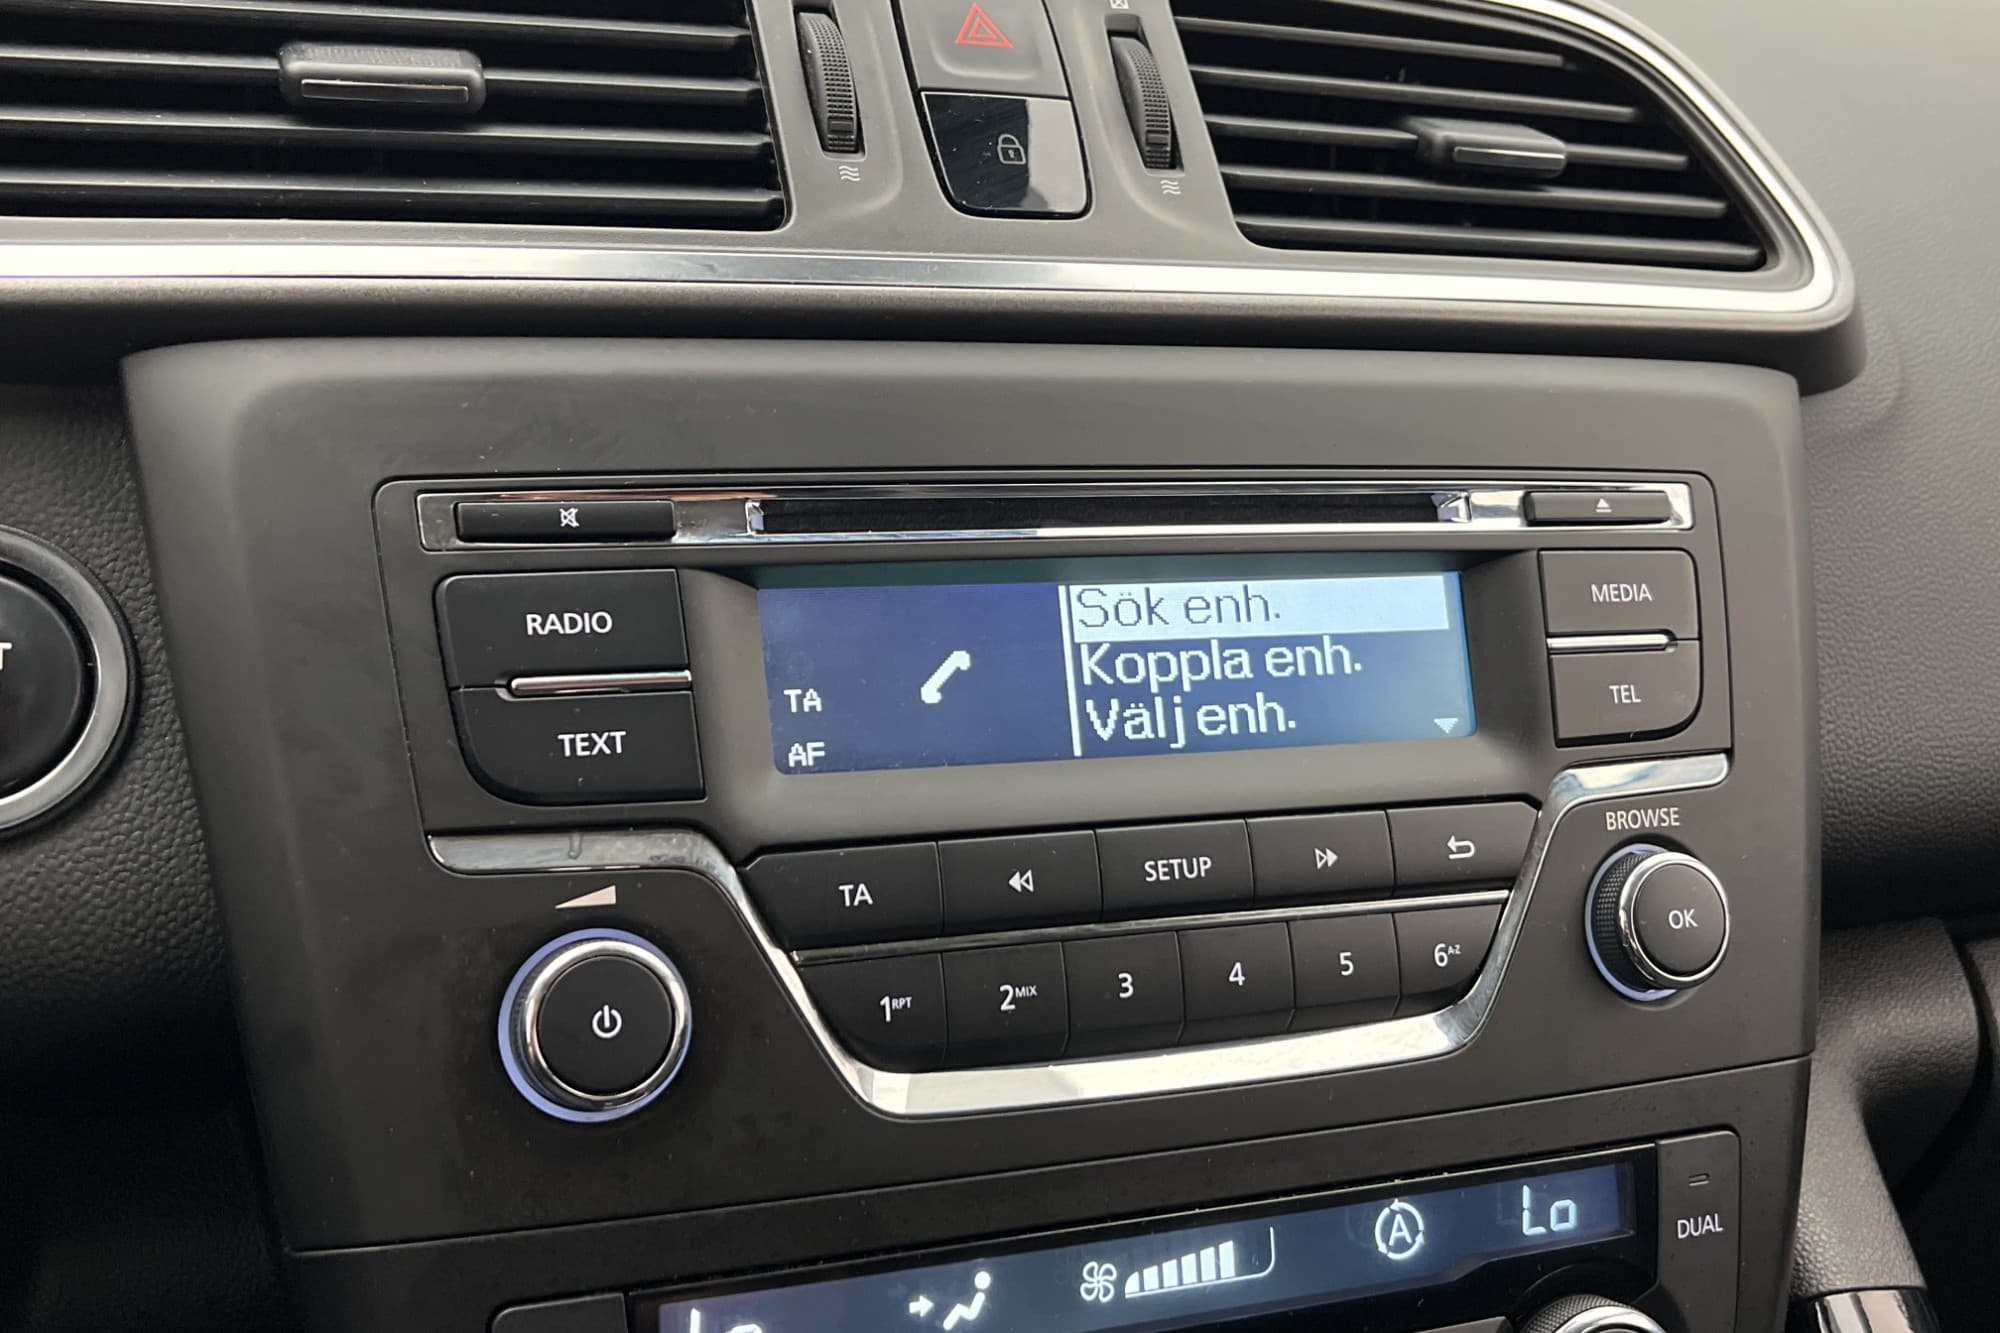 RADIO
TEXT
TA
AF
Sök enh.
Koppla enh.
Välj enh.
MEDIA
TEL
BROWSE
OK
TA
SETUP
1RPT
2MIX
3
4
5
6A-Z
A
Lo
DUAL
Lo